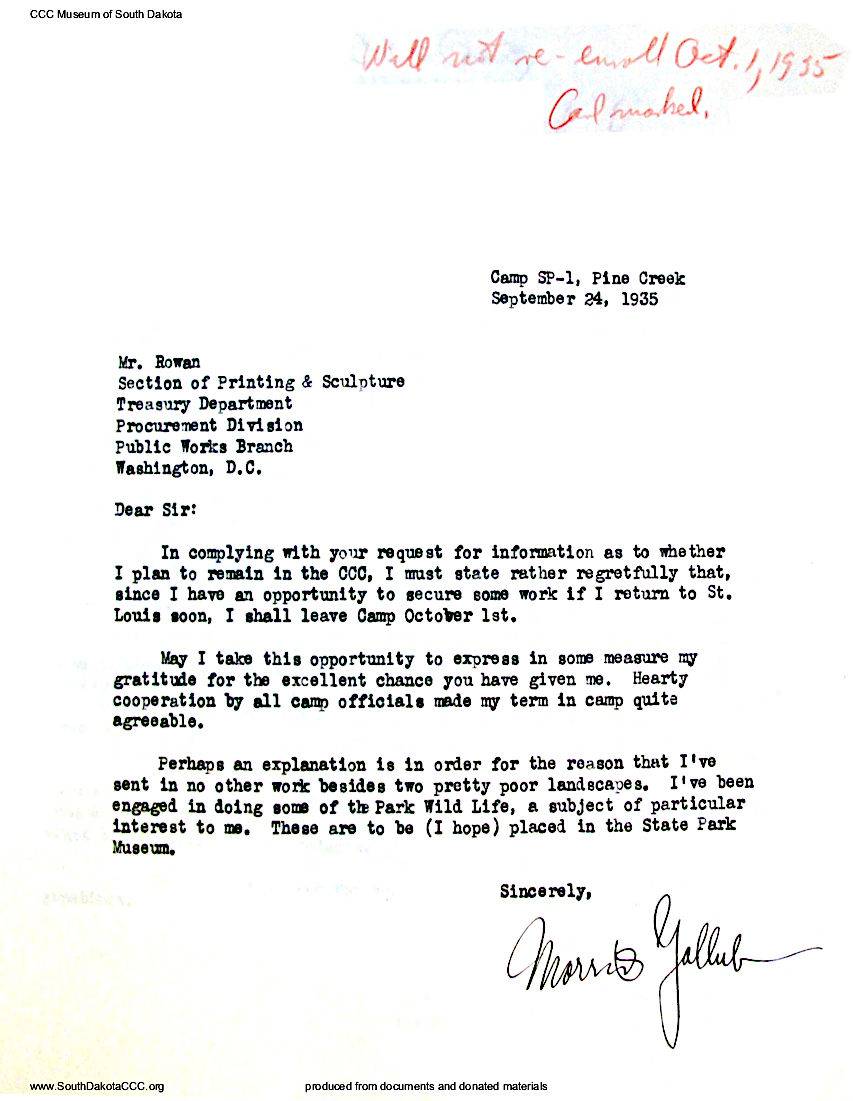 CCC Museum of South Dakota
Will not re-enroll Oct. 1, 1935
Card marked.
Camp SP-1, Pine Creek
September 24, 1935
Mr. Rowan
Section of Printing & Sculpture
Treasury Department
Procurement Division
Public Works Branch
Washington, D.C.
Dear Sir:
In complying with your request for information as to whether
I plan to remain in the CCC, I must state rather regretfully that,
since I have an opportunity to secure some work if I return to St.
Louis soon, I shall leave Camp October 1st.
May I take this opportunity to express in some measure my
gratitude for the excellent chance you have given me. Hearty
cooperation by all camp officials made my term in camp quite
agreeable.
Perhaps an explanation is in order for the reason that I've
sent in no other work besides two pretty poor landscapes. I've been
engaged in doing some of the Park Wild Life, a subject of particular
interest to me. These are to be (I hope) placed in the State Park
Museum.
Sincerely,
Morris Gollub
www.SouthDakotaCCC.org produced from documents and donated materials